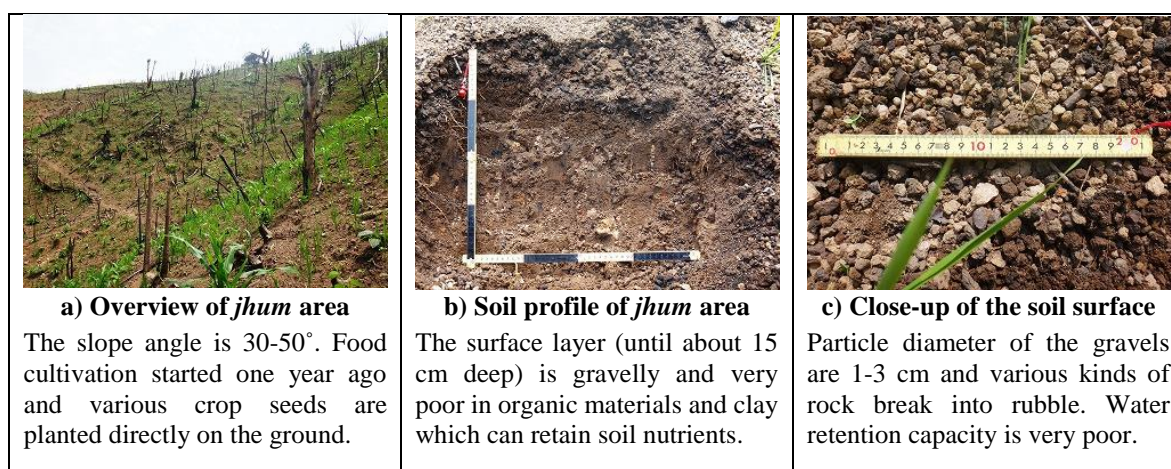 a) Overview of jhum area
The slope angle is 30-50˚. Food
cultivation started one year ago
and various crop seeds are
planted directly on the ground.
b) Soil profile of jhum area
The surface layer (until about 15
cm deep) is gravelly and very
poor in organic materials and clay
which can retain soil nutrients.
c) Close-up of the soil surface
Particle diameter of the gravels
are 1-3 cm and various kinds of
rock break into rubble. Water
retention capacity is very poor.